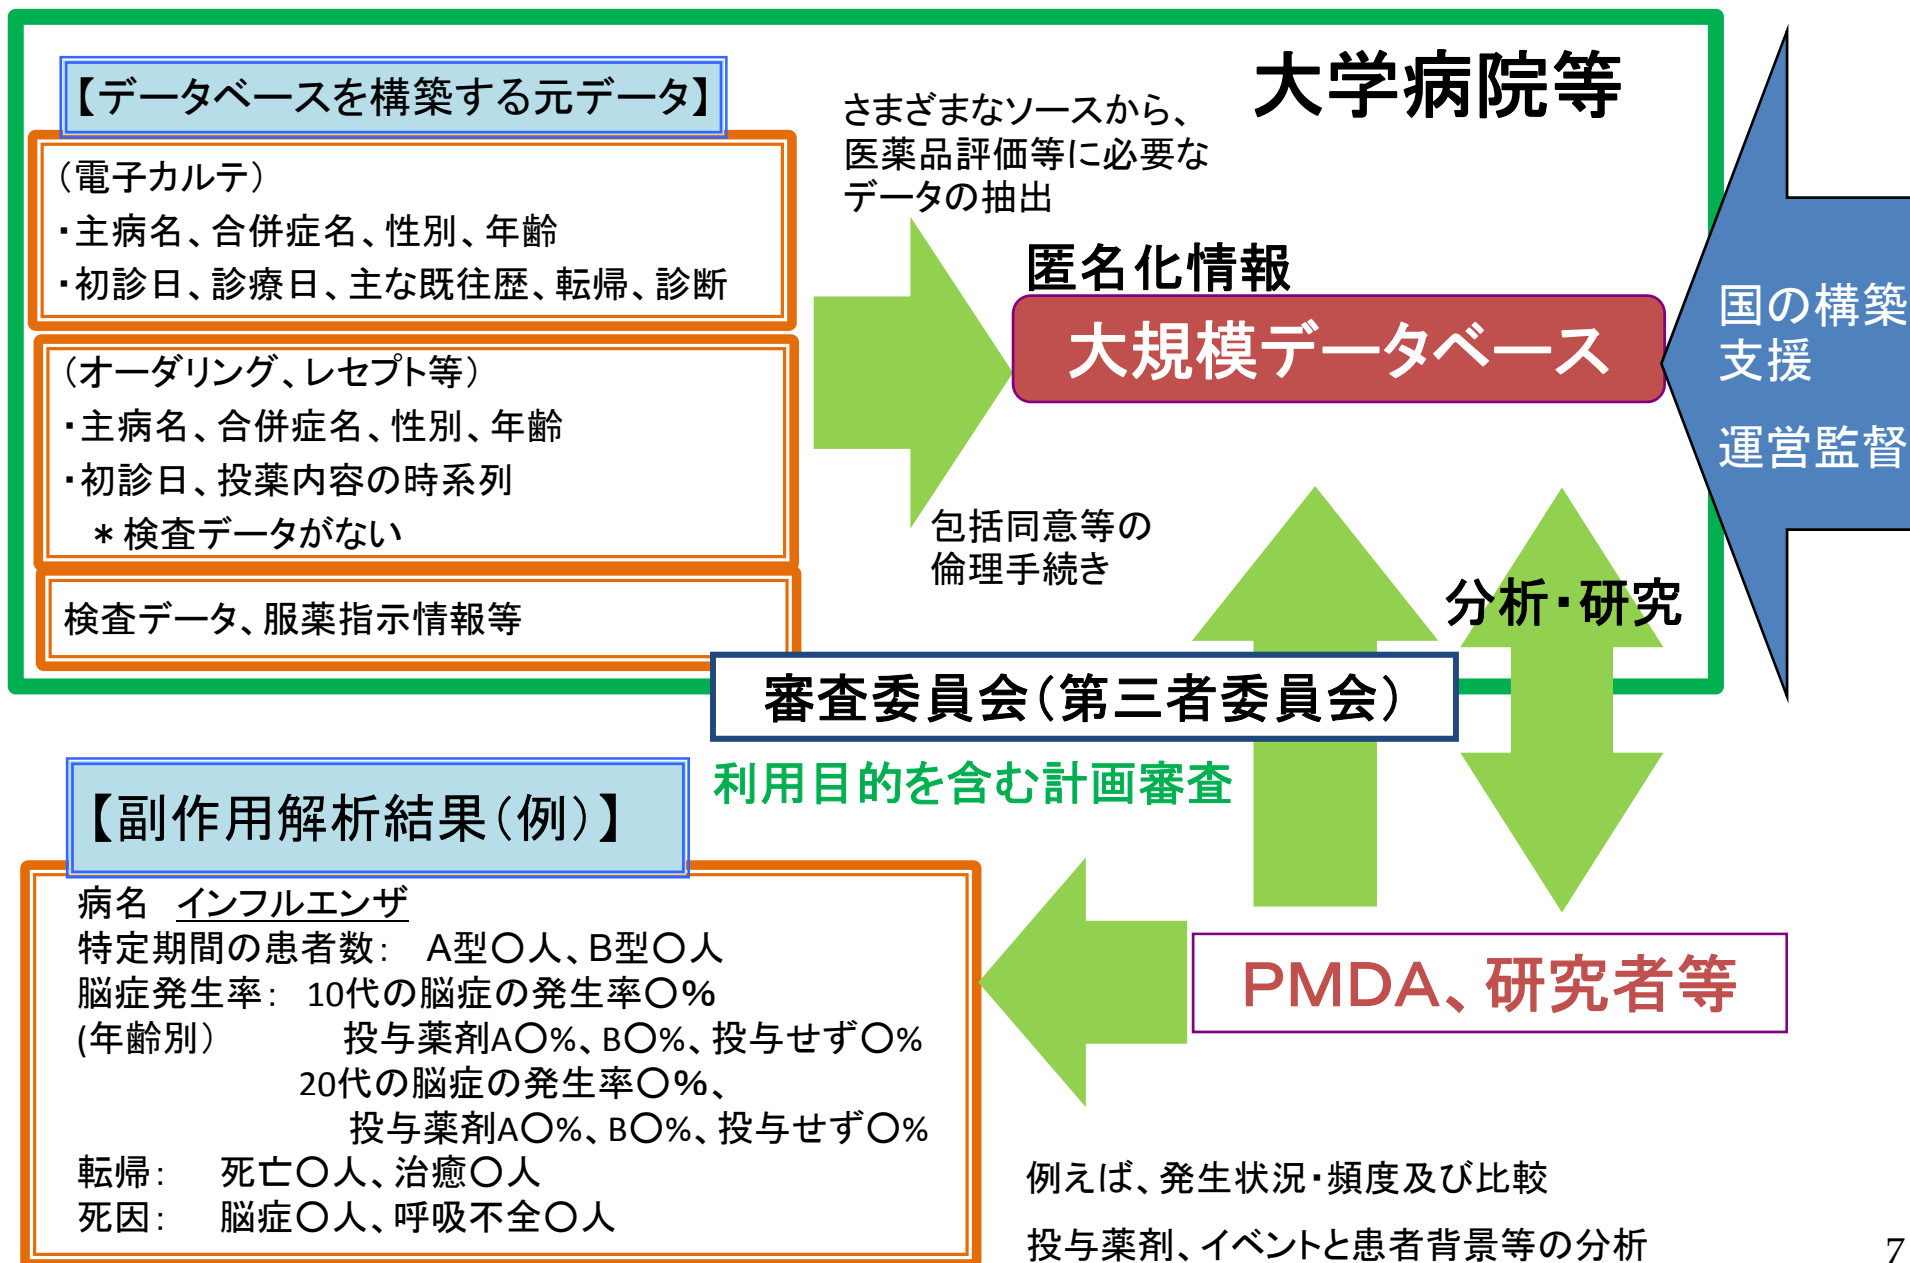 大学病院等
【データベースを構築する元データ】
（電子カルテ）
・主病名、合併症名、性別、年齢
・初診日、診療日、主な既往歴、転帰、診断
（オーダリング、レセプト等）
・主病名、合併症名、性別、年齢
・初診日、投薬内容の時系列
＊検査データがない
検査データ、服薬指示情報等
さまざまなソースから、
医薬品評価等に必要な
データの抽出
匿名化情報
大規模データベース
国の構築
支援
運営監督
包括同意等の
倫理手続き
分析・研究
審査委員会（第三者委員会）
利用目的を含む計画審査
【副作用解析結果（例）】
病名　インフルエンザ
特定期間の患者数：　A型〇人、B型〇人
脳症発生率：　10代の脳症の発生率〇％
(年齢別）　投与薬剤A〇%、B〇%、投与せず〇%
20代の脳症の発生率〇％、
投与薬剤A〇%、B〇%、投与せず〇%
転帰：　死亡〇人、治癒〇人
死因：　脳症〇人、呼吸不全〇人
ＰＭＤＡ、研究者等
例えば、発生状況・頻度及び比較
投与薬剤、イベントと患者背景等の分析
7